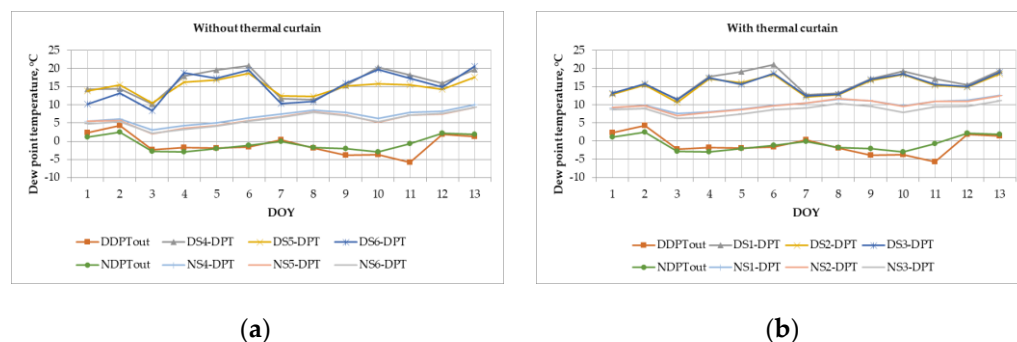 Without thermal curtain
Dew point temperature, °C
25
20
15
10
5
0
-5
-10
1 2 3 4 5 6 7 8 9 10 11 12 13
DOY
DDPTout DS4-DPT DS5-DPT DS6-DPT
NDPTout NS4-DPT NS5-DPT NS6-DPT
(a)
With thermal curtain
Dew point temperature, °C
25
20
15
10
5
0
-5
-10
1 2 3 4 5 6 7 8 9 10 11 12 13
DOY
DDPTout DS1-DPT DS2-DPT DS3-DPT
NDPTout NS1-DPT NS2-DPT NS3-DPT
(b)